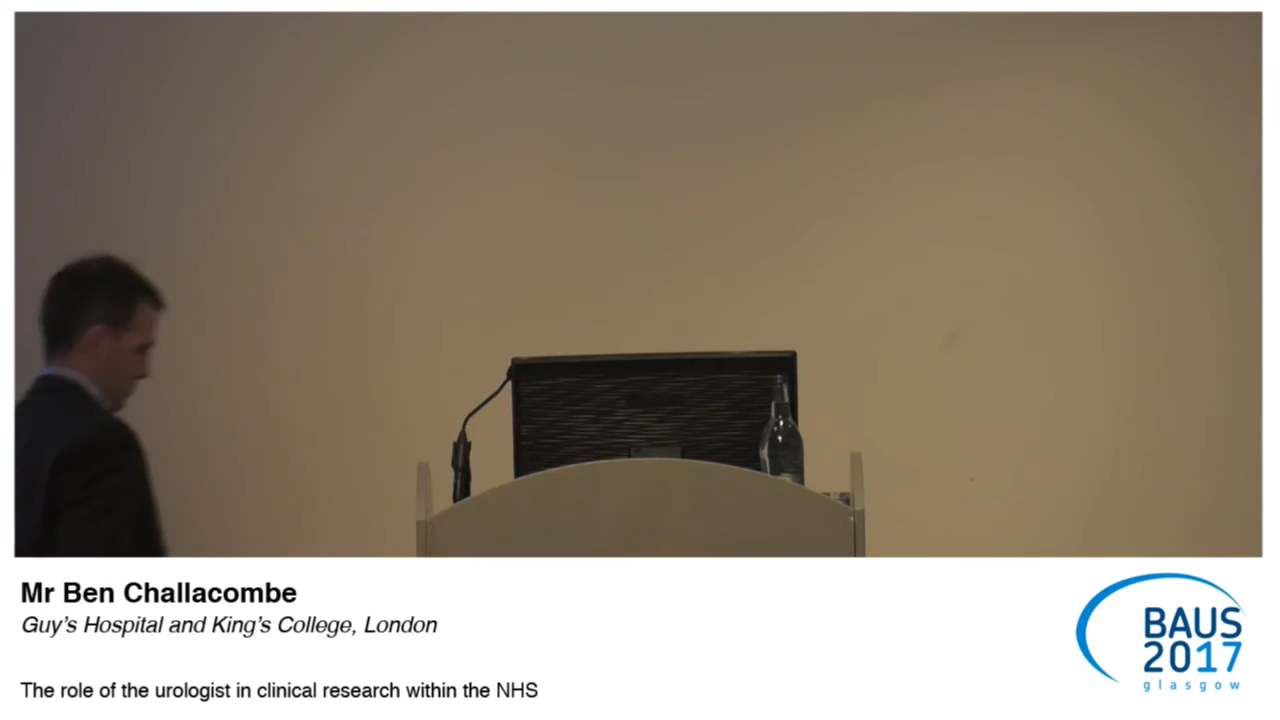 Mr Ben Challacombe
Guy's Hospital and King's College, London
The role of the urologist in clinical research within the NHS
BAUS
2017
glasgow